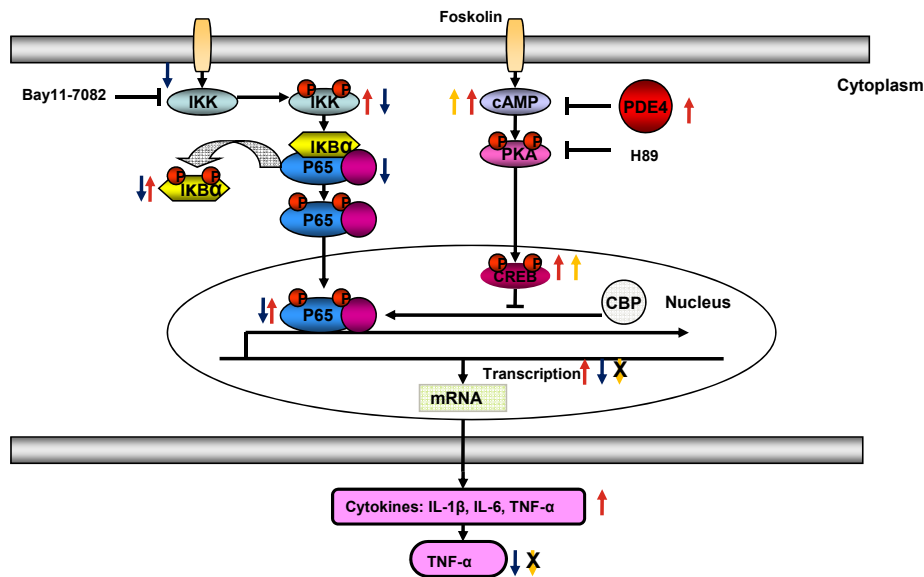 Foskolin
Cytoplasm
Bay11-7082
IKK
P P
IKK
cAMP
PDE4
P P
PKA
H89
IKBα
P65
P P
IKBα
P P
P65
P P
CREB
CBP
Nucleus
P P
P65
Transcription
X
mRNA
Cytokines: IL-1β, IL-6, TNF-α
TNF-α
X